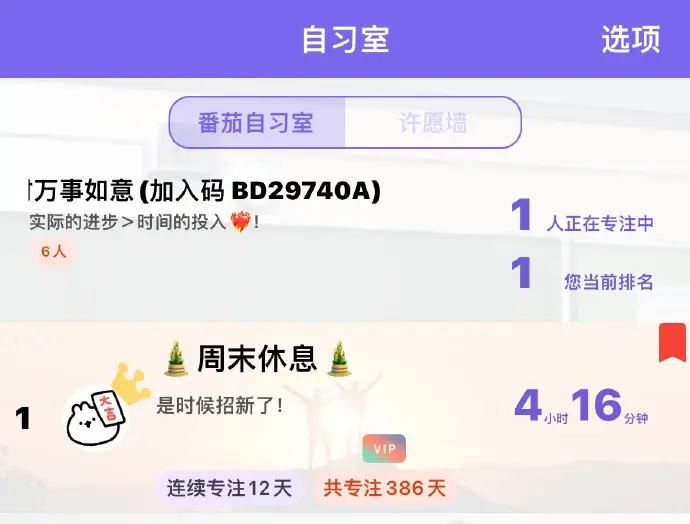 自习室
选项
番茄自习室
许愿墙
万事如意 (加入码 BD29740A)
实际的进步＞时间的投入❤️‍🔥！
6人
1 人正在专注中
1 您当前排名
🎍周末休息🎍
1
大吉
是时候招新了！
4小时16分钟
VIP
连续专注12天
共专注386天